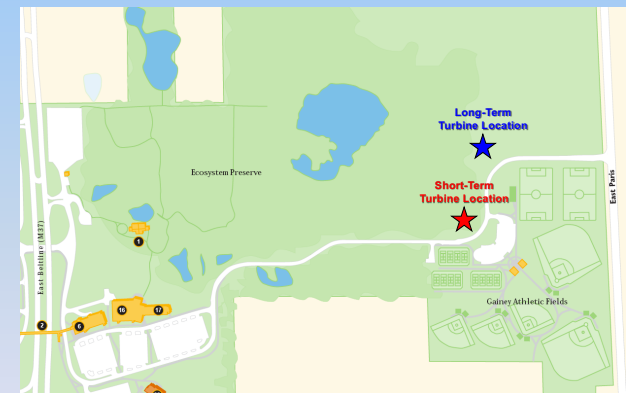 Long-Term
Turbine Location
Ecosystem Preserve
Short-Term
Turbine Location
East Paris
East Beltline (M37)
1
Gainey Athletic Fields
16
17
2
6